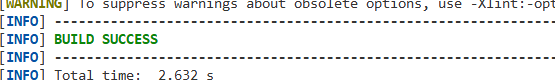 [WARNING] To suppress warnings about obsolete options, use -Xlint:-opt
[INFO] ------------------------------------------------------------------------
[INFO] BUILD SUCCESS
[INFO] ------------------------------------------------------------------------
[INFO] Total time:  2.632 s